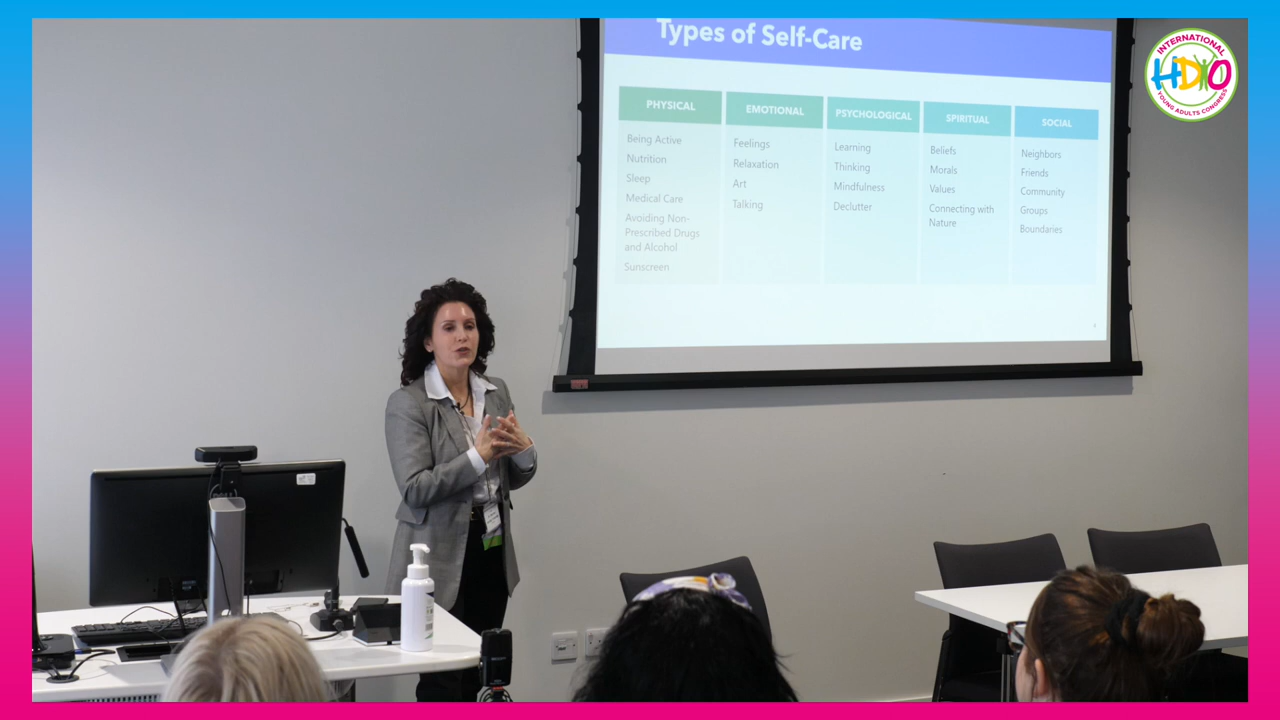 Types of Self-Care
PHYSICAL
Being Active
Nutrition
Sleep
Medical Care
Avoiding Non-
Prescribed Drugs
and Alcohol
Sunscreen
EMOTIONAL
Feelings
Relaxation
Art
Talking
PSYCHOLOGICAL
Learning
Thinking
Mindfulness
Declutter
SPIRITUAL
Beliefs
Morals
Values
Connecting with
Nature
SOCIAL
Neighbors
Friends
Community
Groups
Boundaries
INTERNATIONAL
HDYO
YOUNG ADULTS CONGRESS